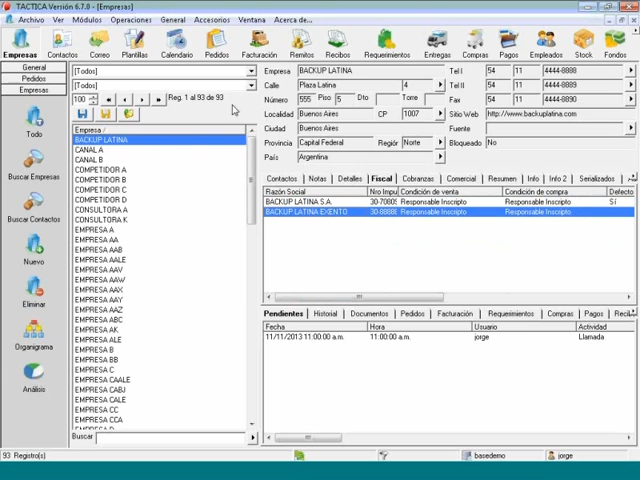 TACTICA Versión 6.7.0 - [Empresas]
Archivo Ver Módulos Operaciones General Accesorios Ventana Acerca de...
Empresas Contactos Correo Plantillas Calendario Pedidos Facturación Remitos Recibos Requerimientos Entregas Compras Pagos Empleados Stock Fondos
General
Pedidos
Empresas
Todo
Buscar Empresas
Buscar Contactos
Nuevo
Eliminar
Organigrama
Análisis
[Todos]
[Todos]
100 Reg. 1 al 93 de 93
Empresa /
BACKUP LATINA
CANAL A
CANAL B
COMPETIDOR A
COMPETIDOR B
COMPETIDOR C
COMPETIDOR D
CONSULTORA A
CONSULTORA K
EMPRESA A
EMPRESA AA
EMPRESA AAB
EMPRESA AALE
EMPRESA AAV
EMPRESA AAW
EMPRESA AAX
EMPRESA AAY
EMPRESA AAZ
EMPRESA ABC
EMPRESA AK
EMPRESA ALE
EMPRESA B
EMPRESA BB
EMPRESA C
EMPRESA CAALE
EMPRESA CABJ
EMPRESA CALE
EMPRESA CC
EMPRESA CCA
Buscar
Empresa BACKUP LATINA
Calle Plaza Latina 4
Número 555 Piso 5 Dto Torre
Localidad Buenos Aires CP 1007
Ciudad Buenos Aires
Provincia Capital Federal Región Norte
País Argentina
Tel I 54 11 4444-8888
Tel II 54 11 4444-8889
Fax 54 11 4444-8890
Sitio Web http://www.backuplatina.com
Fuente
Bloqueado No
Contactos Notas Detalles Fiscal Cobranzas Comercial Resumen Info Info 2 Serializados
Razón Social Nro Impu Condición de venta Condición de compra Defecto
BACKUP LATINA S.A. 30-70809 Responsable Inscripto Responsable Inscripto Sí
BACKUP LATINA EXENTO 30-88888 Responsable Inscripto Responsable Inscripto
Pendientes Historial Documentos Pedidos Facturación Requerimientos Compras Pagos
Fecha Hora Usuario Actividad
11/11/2013 11:00:00 a.m. 11:00:00 a.m. jorge Llamada
93 Registro(s) basedemo jorge